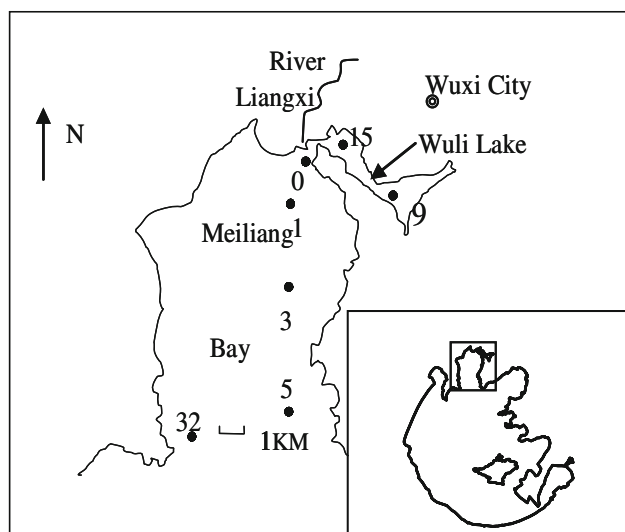 River
Liangxi
Wuxi City
N
15
Wuli Lake
0
9
1
Meiliang
3
Bay
5
32
1KM